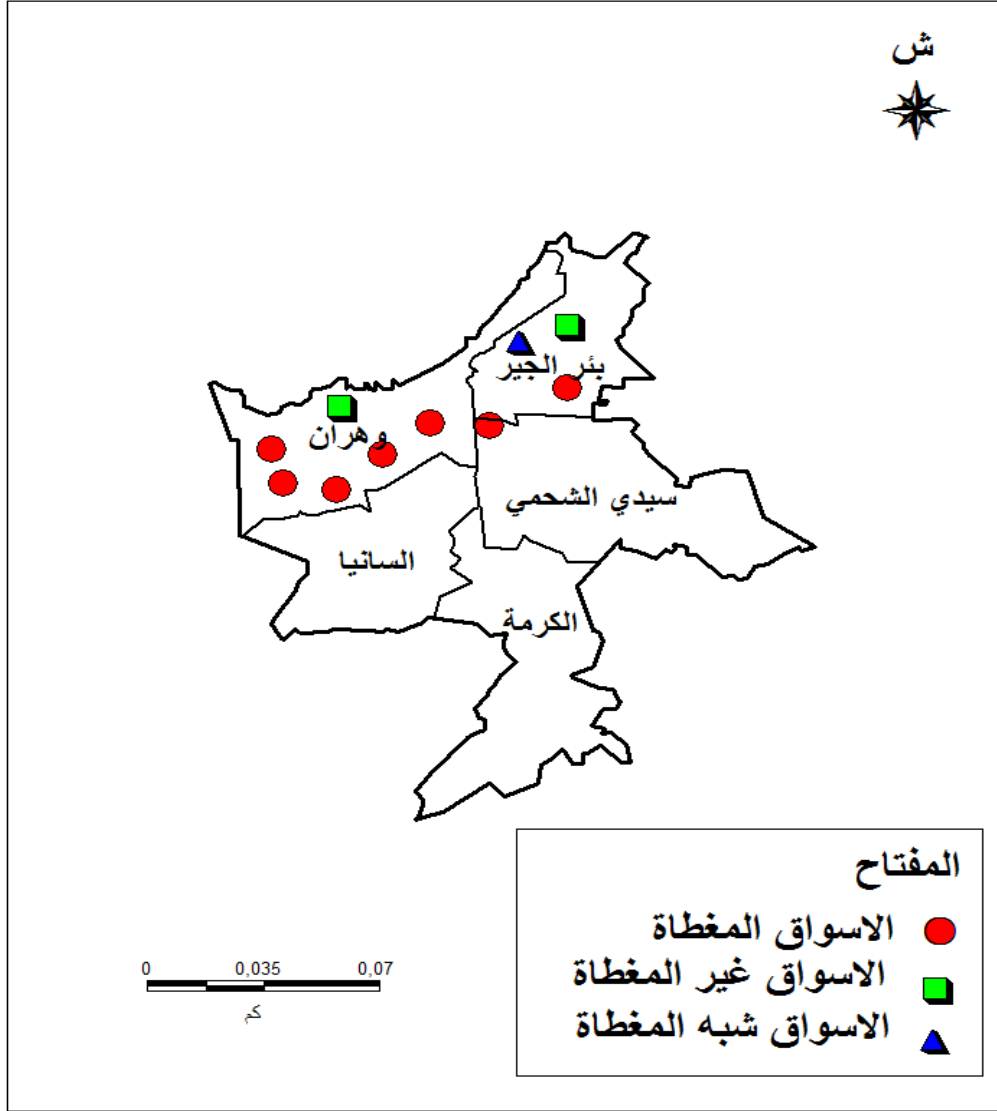 ش
بئر الجير
وهران
سيدي الشحمي
السانيا
الكرمة
المفتاح
الاسواق المغطاة
الاسواق غير المغطاة
الاسواق شبه المغطاة
0 0,035 0,07
كم